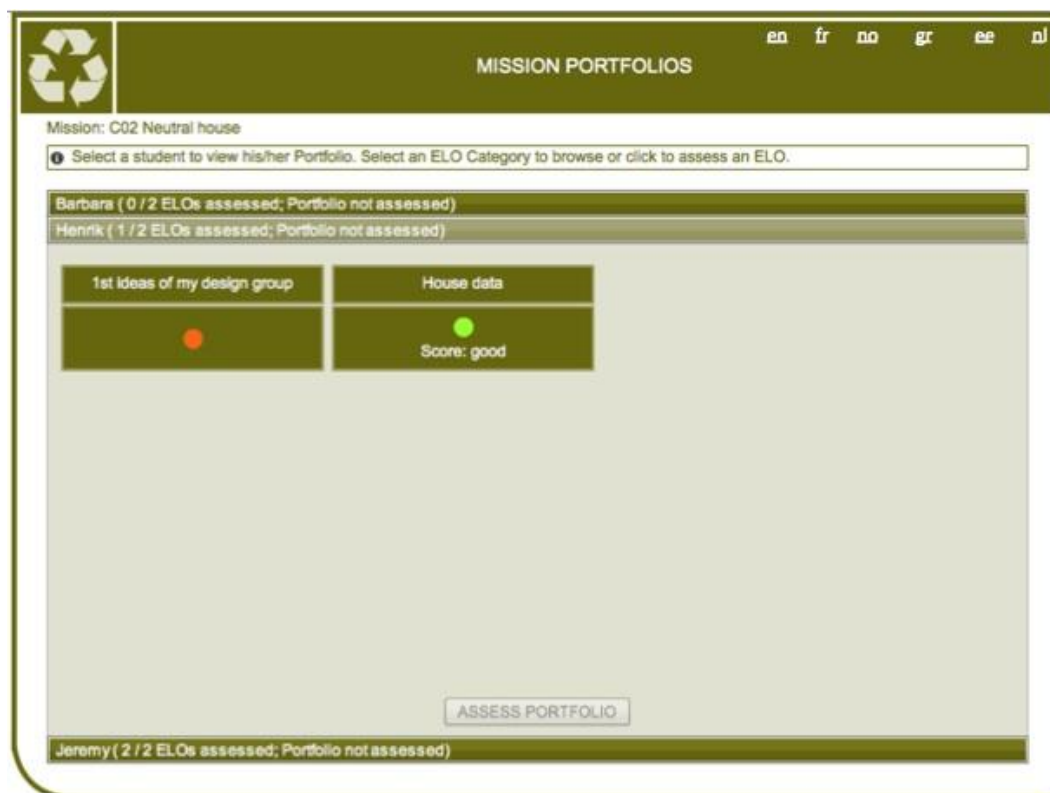 en fr no gr ee nl
MISSION PORTFOLIOS
Mission: C02 Neutral house
Select a student to view his/her Portfolio. Select an ELO Category to browse or click to assess an ELO.
Barbara ( 0 / 2 ELOs assessed; Portfolio not assessed)
Henrik ( 1 / 2 ELOs assessed; Portfolio not assessed)
1st Ideas of my design group
House data
Score: good
ASSESS PORTFOLIO
Jeremy ( 2 / 2 ELOs assessed; Portfolio not assessed)